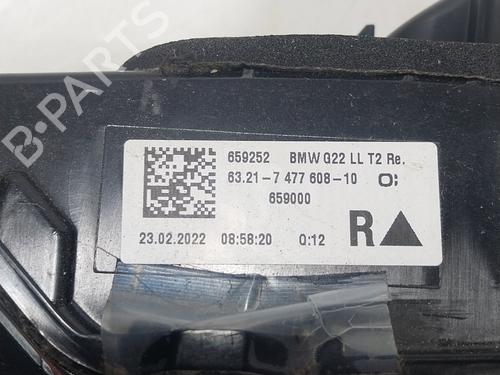 659252 BMW G22 LL T2 Re.
63.21-7 477 608-10 O;
659000
23.02.2022 08:58:20 Q:12 R
B-PARTS